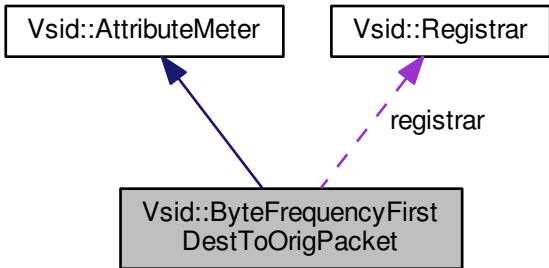 Vsid::AttributeMeter
Vsid::Registrar
registrar
Vsid::ByteFrequencyFirst
DestToOrigPacket